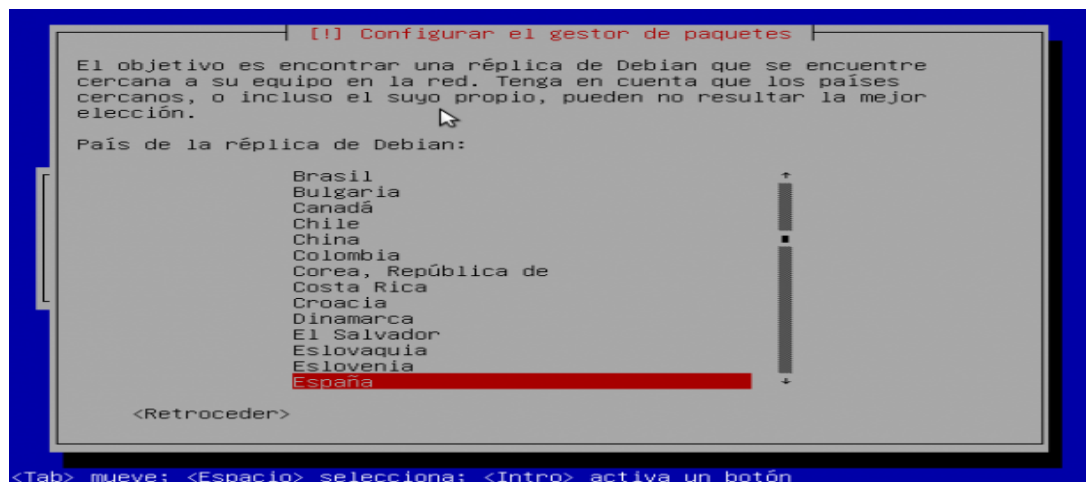 [!] Configurar el gestor de paquetes
El objetivo es encontrar una réplica de Debian que se encuentre
cercana a su equipo en la red. Tenga en cuenta que los países
cercanos, o incluso el suyo propio, pueden no resultar la mejor
elección.
País de la réplica de Debian:
Brasil
Bulgaria
Canadá
Chile
China
Colombia
Corea, República de
Costa Rica
Croacia
Dinamarca
El Salvador
Eslovaquia
Eslovenia
España
<Retroceder>
<Tab> mueve; <Espacio> selecciona; <Intro> activa un botón